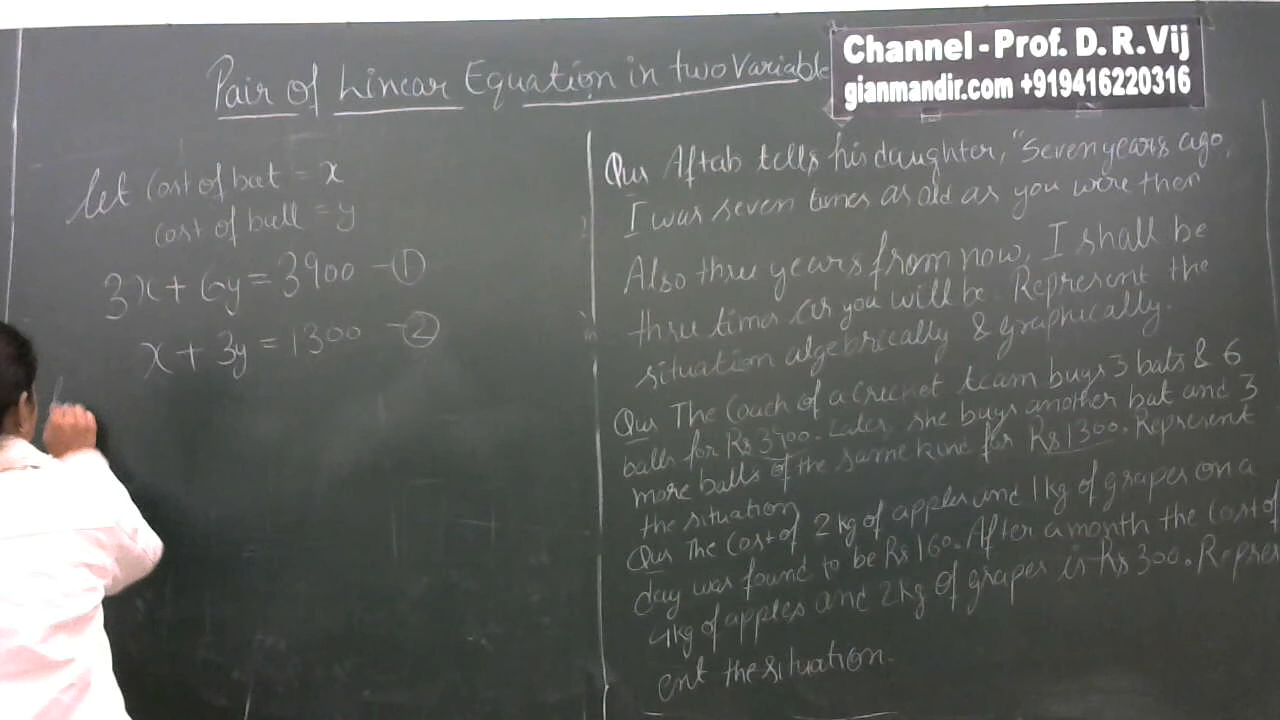 Pair of Linear Equation in two Variable
Channel - Prof. D. R. Vij
gianmandir.com +919416220316
let Cost of bat = x
cost of ball = y
3x + 6y = 3900 - ①
x + 3y = 1300 - ②
Qus Aftab tells his daughter, "Seven years ago,
I was seven times as old as you were then
Also three years from now, I shall be
three times as you will be. Represent the
situation algebrically & graphically.
Qus The Coach of a cricket team buys 3 bats & 6
balls for Rs 3900. Later, she buys another bat and 3
more balls of the same kind for Rs 1300. Represent
the situation
Qus The Cost of 2 kg of apples and 1 kg of grapes on a
day was found to be Rs 160. After a month the Cost of
4kg of apples and 2kg of grapes is Rs 300. Repres
ent the situation.